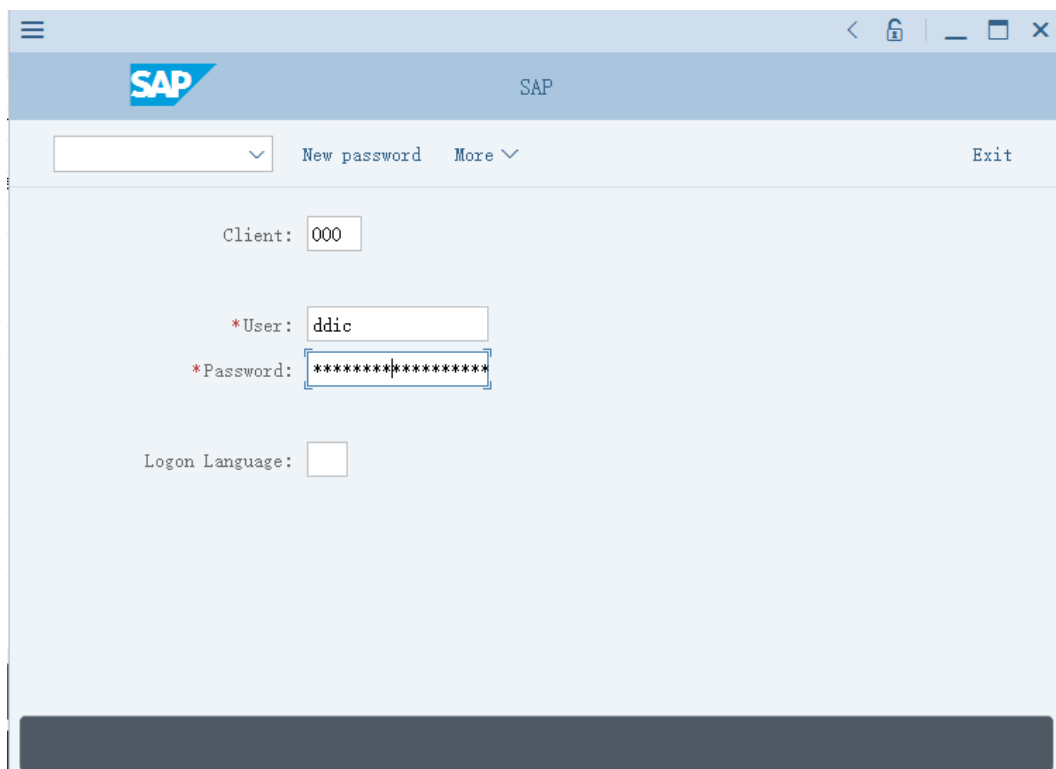 SAP
SAP
New password More Exit
Client: 000
*User: ddic
*Password: ******************
Logon Language: